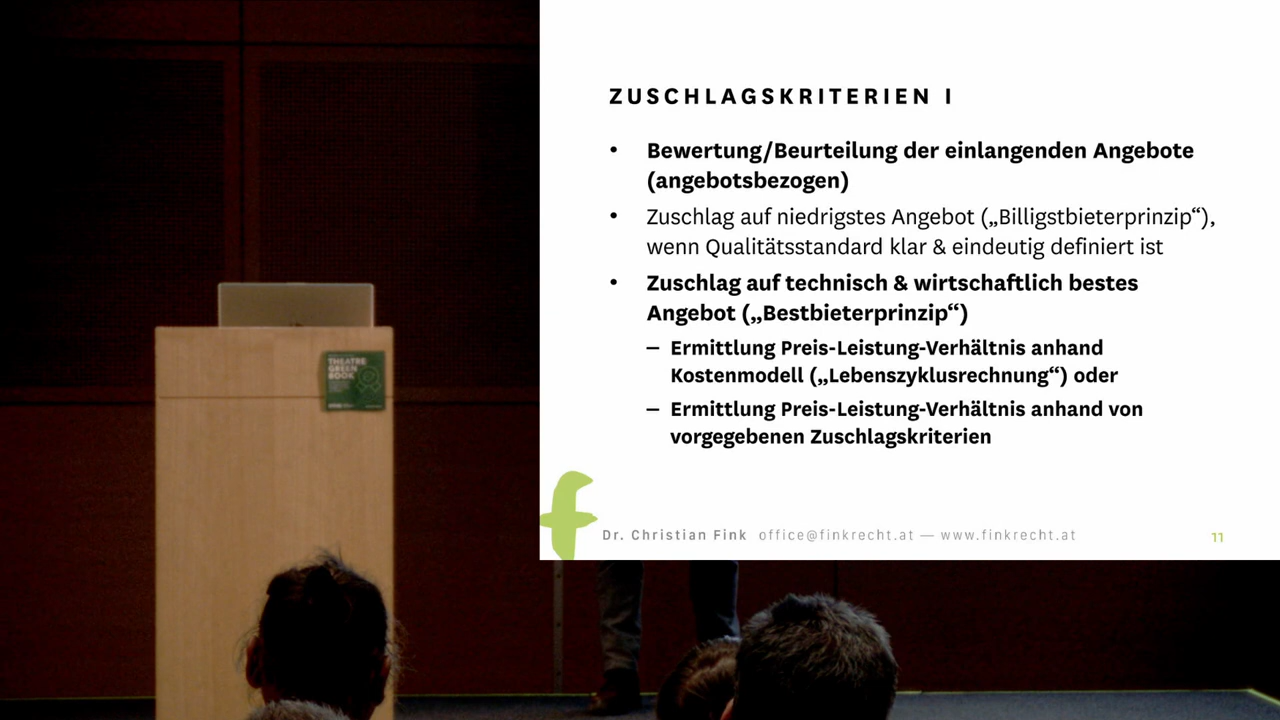 ZUSCHLAGSKRITERIEN I
• Bewertung/Beurteilung der einlangenden Angebote
(angebotsbezogen)
• Zuschlag auf niedrigstes Angebot („Billigstbieterprinzip“),
wenn Qualitätsstandard klar & eindeutig definiert ist
• Zuschlag auf technisch & wirtschaftlich bestes
Angebot („Bestbieterprinzip“)
– Ermittlung Preis-Leistung-Verhältnis anhand
Kostenmodell („Lebenszyklusrechnung“) oder
– Ermittlung Preis-Leistung-Verhältnis anhand von
vorgegebenen Zuschlagskriterien
f
Dr. Christian Fink office@finkrecht.at — www.finkrecht.at
11
THEATRE
GREEN
BOOK